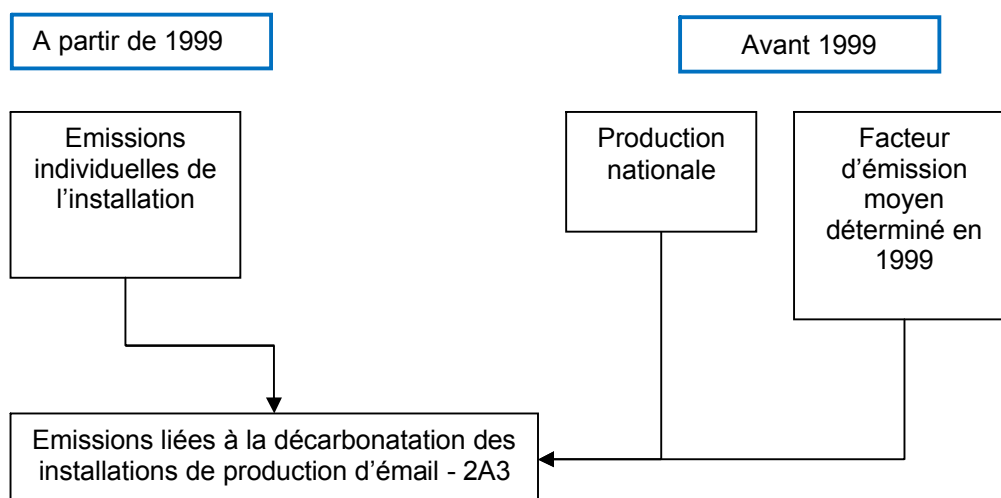 A partir de 1999
Avant 1999
Emissions
individuelles de
l’installation
Production
nationale
Facteur
d’émission
moyen
déterminé en
1999
Emissions liées à la décarbonatation des
installations de production d’émail - 2A3